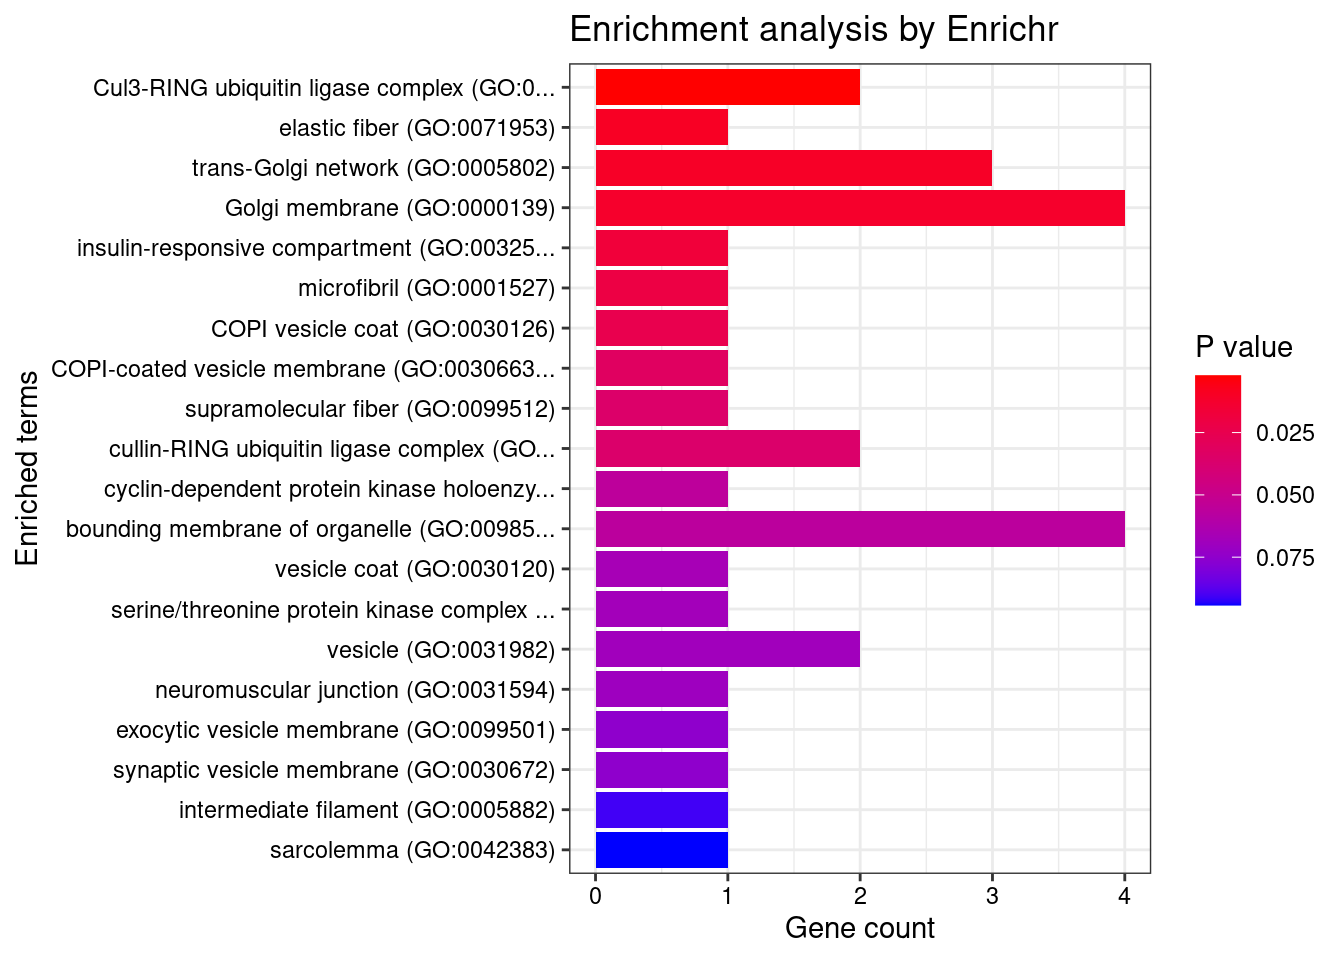 Enrichment analysis by Enrichr
Enriched terms
Cul3-RING ubiquitin ligase complex (GO:0...
elastic fiber (GO:0071953)
trans-Golgi network (GO:0005802)
Golgi membrane (GO:0000139)
insulin-responsive compartment (GO:00325...
microfibril (GO:0001527)
COPI vesicle coat (GO:0030126)
COPI-coated vesicle membrane (GO:0030663...
supramolecular fiber (GO:0099512)
cullin-RING ubiquitin ligase complex (GO...
cyclin-dependent protein kinase holoenzy...
bounding membrane of organelle (GO:00985...
vesicle coat (GO:0030120)
serine/threonine protein kinase complex ...
vesicle (GO:0031982)
neuromuscular junction (GO:0031594)
exocytic vesicle membrane (GO:0099501)
synaptic vesicle membrane (GO:0030672)
intermediate filament (GO:0005882)
sarcolemma (GO:0042383)
0 1 2 3 4
Gene count
P value
0.025
0.050
0.075